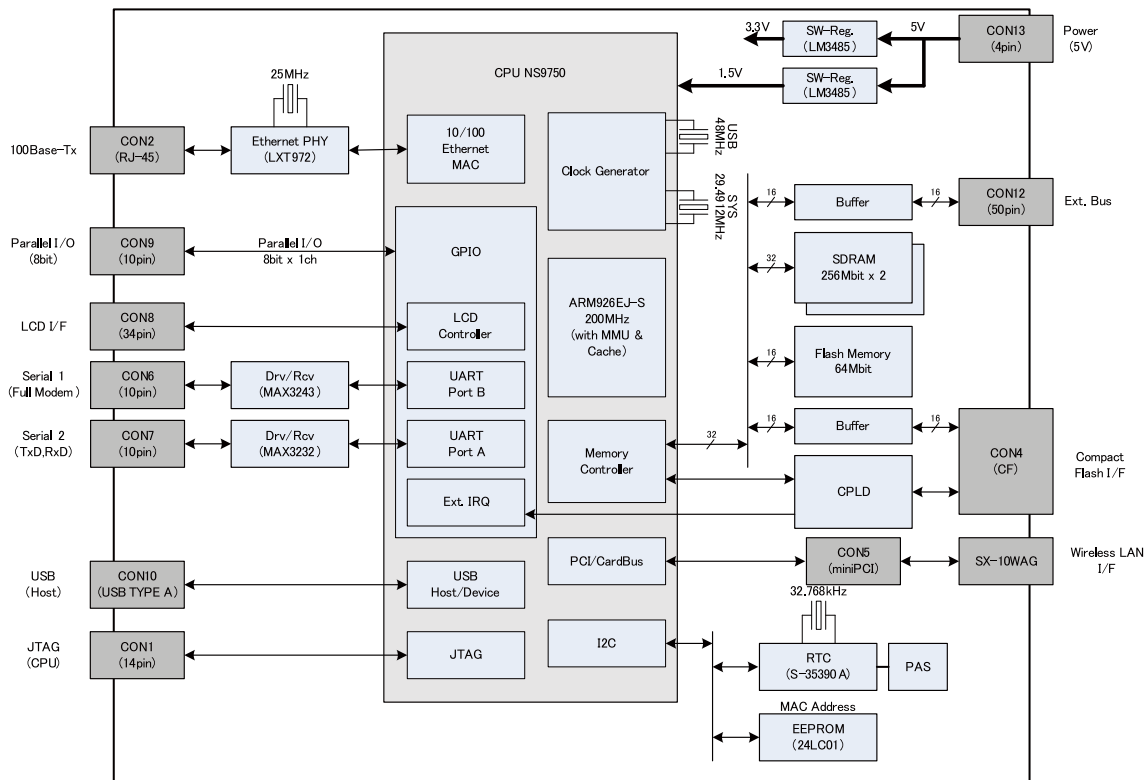 CPU NS9750
3.3V
SW-Reg.
(LM3485)
5V
CON13
(4pin)
Power
(5V)
1.5V
SW-Reg.
(LM3485)
25MHz
100Base-Tx
CON2
(RJ-45)
Ethernet PHY
(LXT972)
10/100
Ethernet
MAC
Clock Generator
USB
48MHz
SYS
29.4912MHz
16
Buffer
16
CON12
(50pin)
Ext. Bus
Parallel I/O
(8bit)
CON9
(10pin)
Parallel I/O
8bit x 1ch
GPIO
32
SDRAM
256Mbit x 2
LCD I/F
CON8
(34pin)
LCD
Controller
ARM926EJ-S
200MHz
(with MMU &
Cache)
16
Flash Memory
64Mbit
Serial 1
(Full Modem)
CON6
(10pin)
Drv/Rcv
(MAX3243)
UART
Port B
Serial 2
(TxD,RxD)
CON7
(10pin)
Drv/Rcv
(MAX3232)
UART
Port A
Memory
Controller
32
16
Buffer
16
CON4
(CF)
Compact
Flash I/F
CPLD
Ext. IRQ
PCI/CardBus
CON5
(miniPCI)
SX-10WAG
Wireless LAN
I/F
USB
(Host)
CON10
(USB TYPE A)
USB
Host/Device
32.768kHz
JTAG
(CPU)
CON1
(14pin)
JTAG
I2C
RTC
(S-35390A)
PAS
MAC Address
EEPROM
(24LC01)